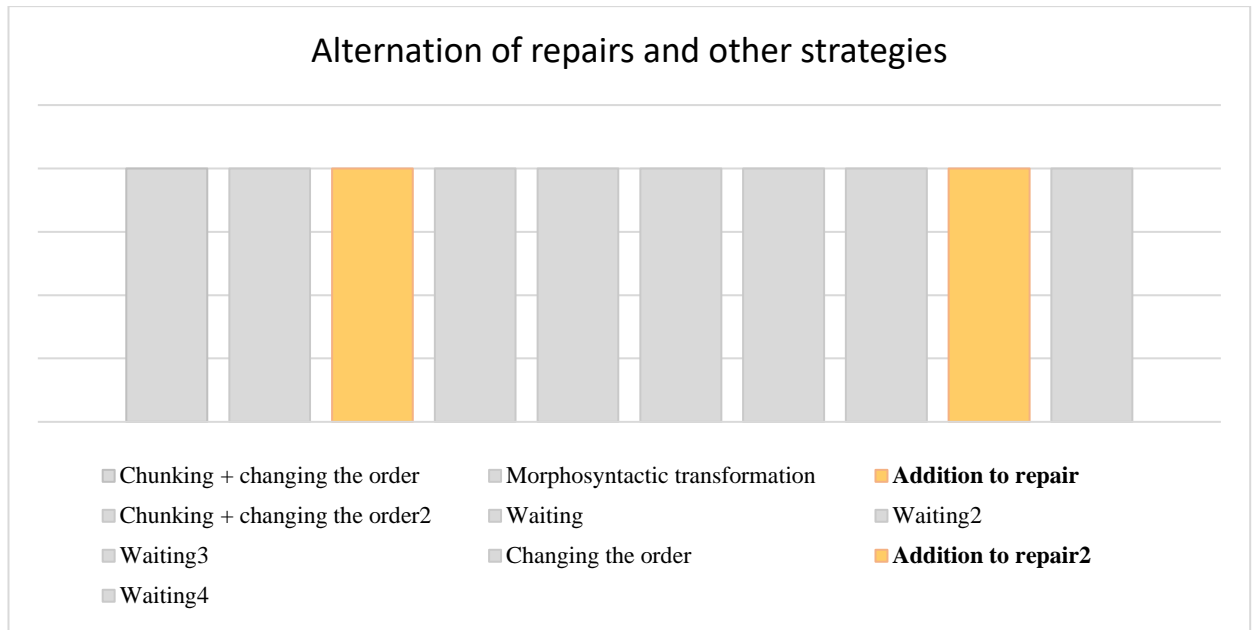 Alternation of repairs and other strategies
Chunking + changing the order Morphosyntactic transformation Addition to repair
Chunking + changing the order2 Waiting Waiting2
Waiting3 Changing the order Addition to repair2
Waiting4